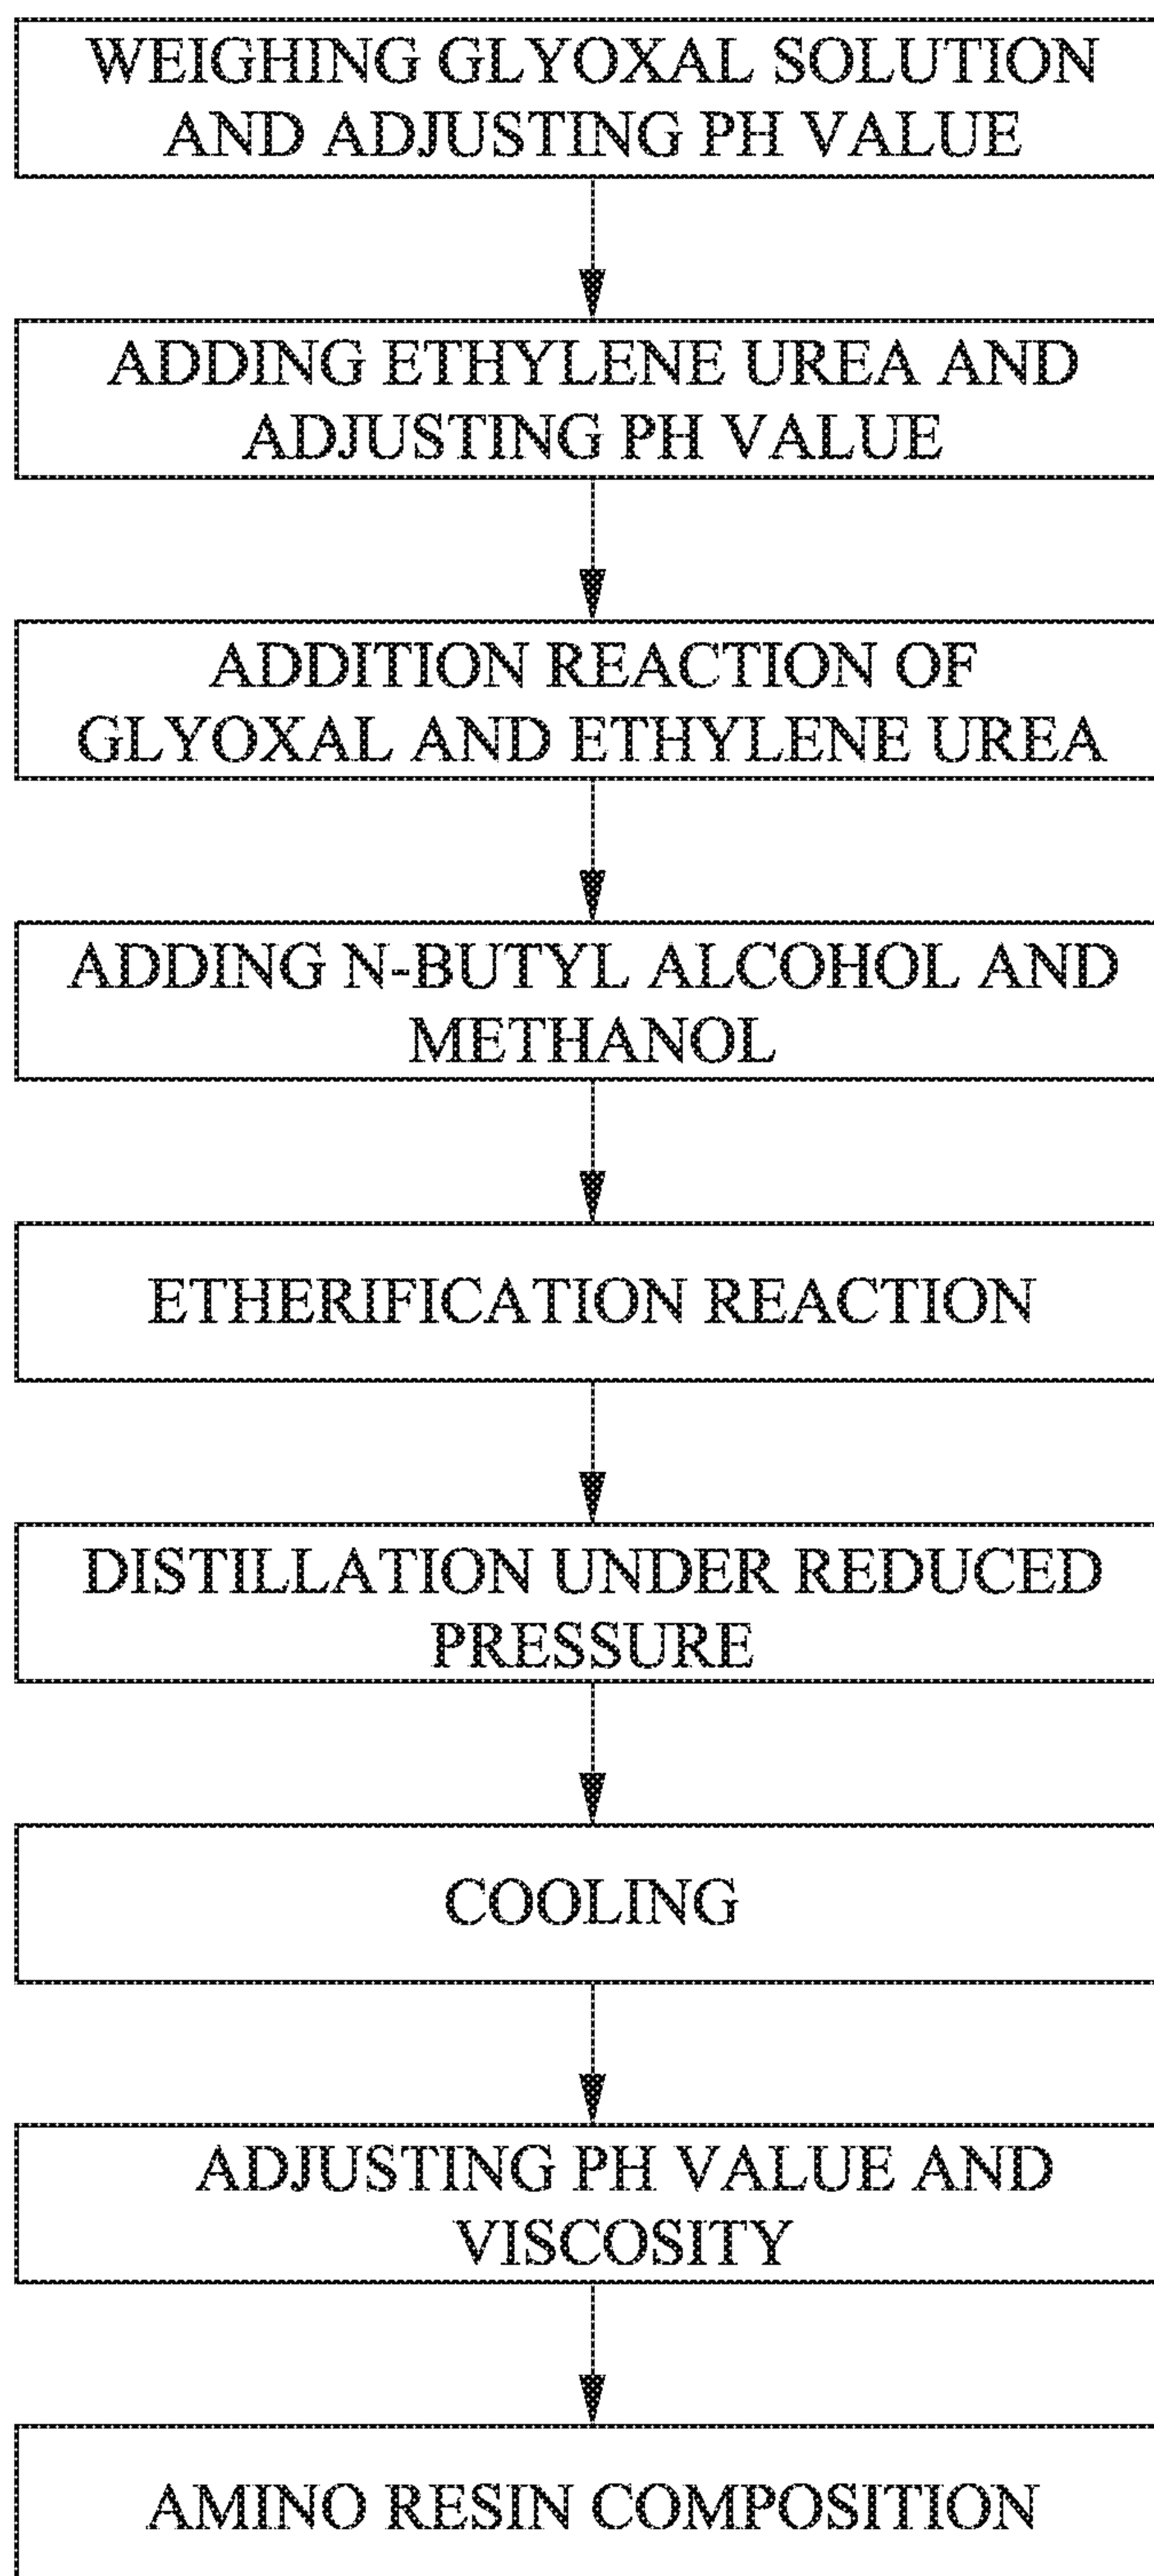 WEIGHING GLYOXAL SOLUTION
AND ADJUSTING PH VALUE
ADDING ETHYLENE UREA AND
ADJUSTING PH VALUE
ADDITION REACTION OF
GLYOXAL AND ETHYLENE UREA
ADDING N-BUTYL ALCOHOL AND
METHANOL
ETHERIFICATION REACTION
DISTILLATION UNDER REDUCED
PRESSURE
COOLING
ADJUSTING PH VALUE AND
VISCOSITY
AMINO RESIN COMPOSITION